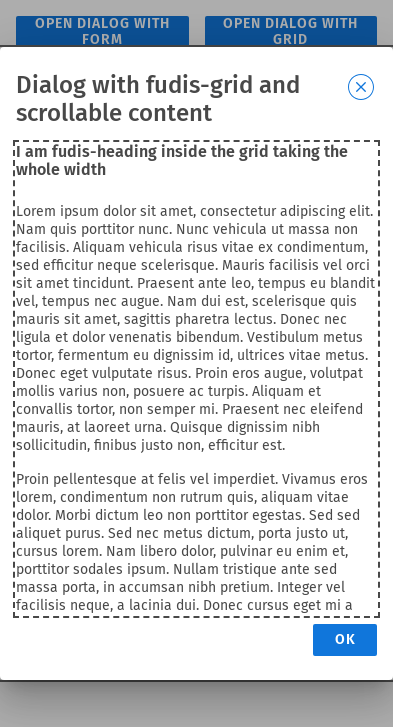 OPEN DIALOG WITH FORM
OPEN DIALOG WITH GRID
Dialog with fudis-grid and
scrollable content
I am fudis-heading inside the grid taking the
whole width
Lorem ipsum dolor sit amet, consectetur adipiscing elit.
Nam quis porttitor nunc. Nunc vehicula ut massa non
facilisis. Aliquam vehicula risus vitae ex condimentum,
sed efficitur neque scelerisque. Mauris facilisis vel orci
sit amet tincidunt. Praesent ante leo, tempus eu blandit
vel, tempus nec augue. Nam dui est, scelerisque quis
mauris sit amet, sagittis pharetra lectus. Donec nec
ligula et dolor venenatis bibendum. Vestibulum metus
tortor, fermentum eu dignissim id, ultrices vitae metus.
Donec eget vulputate risus. Proin eros augue, volutpat
mollis varius non, posuere ac turpis. Aliquam et
convallis tortor, non semper mi. Praesent nec eleifend
mauris, at laoreet urna. Quisque dignissim nibh
sollicitudin, finibus justo non, efficitur est.
Proin pellentesque at felis vel imperdiet. Vivamus eros
lorem, condimentum non rutrum quis, aliquam vitae
dolor. Morbi dictum leo non porttitor egestas. Sed sed
aliquet purus. Sed nec metus dictum, porta justo ut,
cursus lorem. Nam libero dolor, pulvinar eu enim et,
porttitor sodales ipsum. Nullam tristique ante sed
massa porta, in accumsan nibh pretium. Integer vel
facilisis neque, a lacinia dui. Donec cursus eget mi a
OK